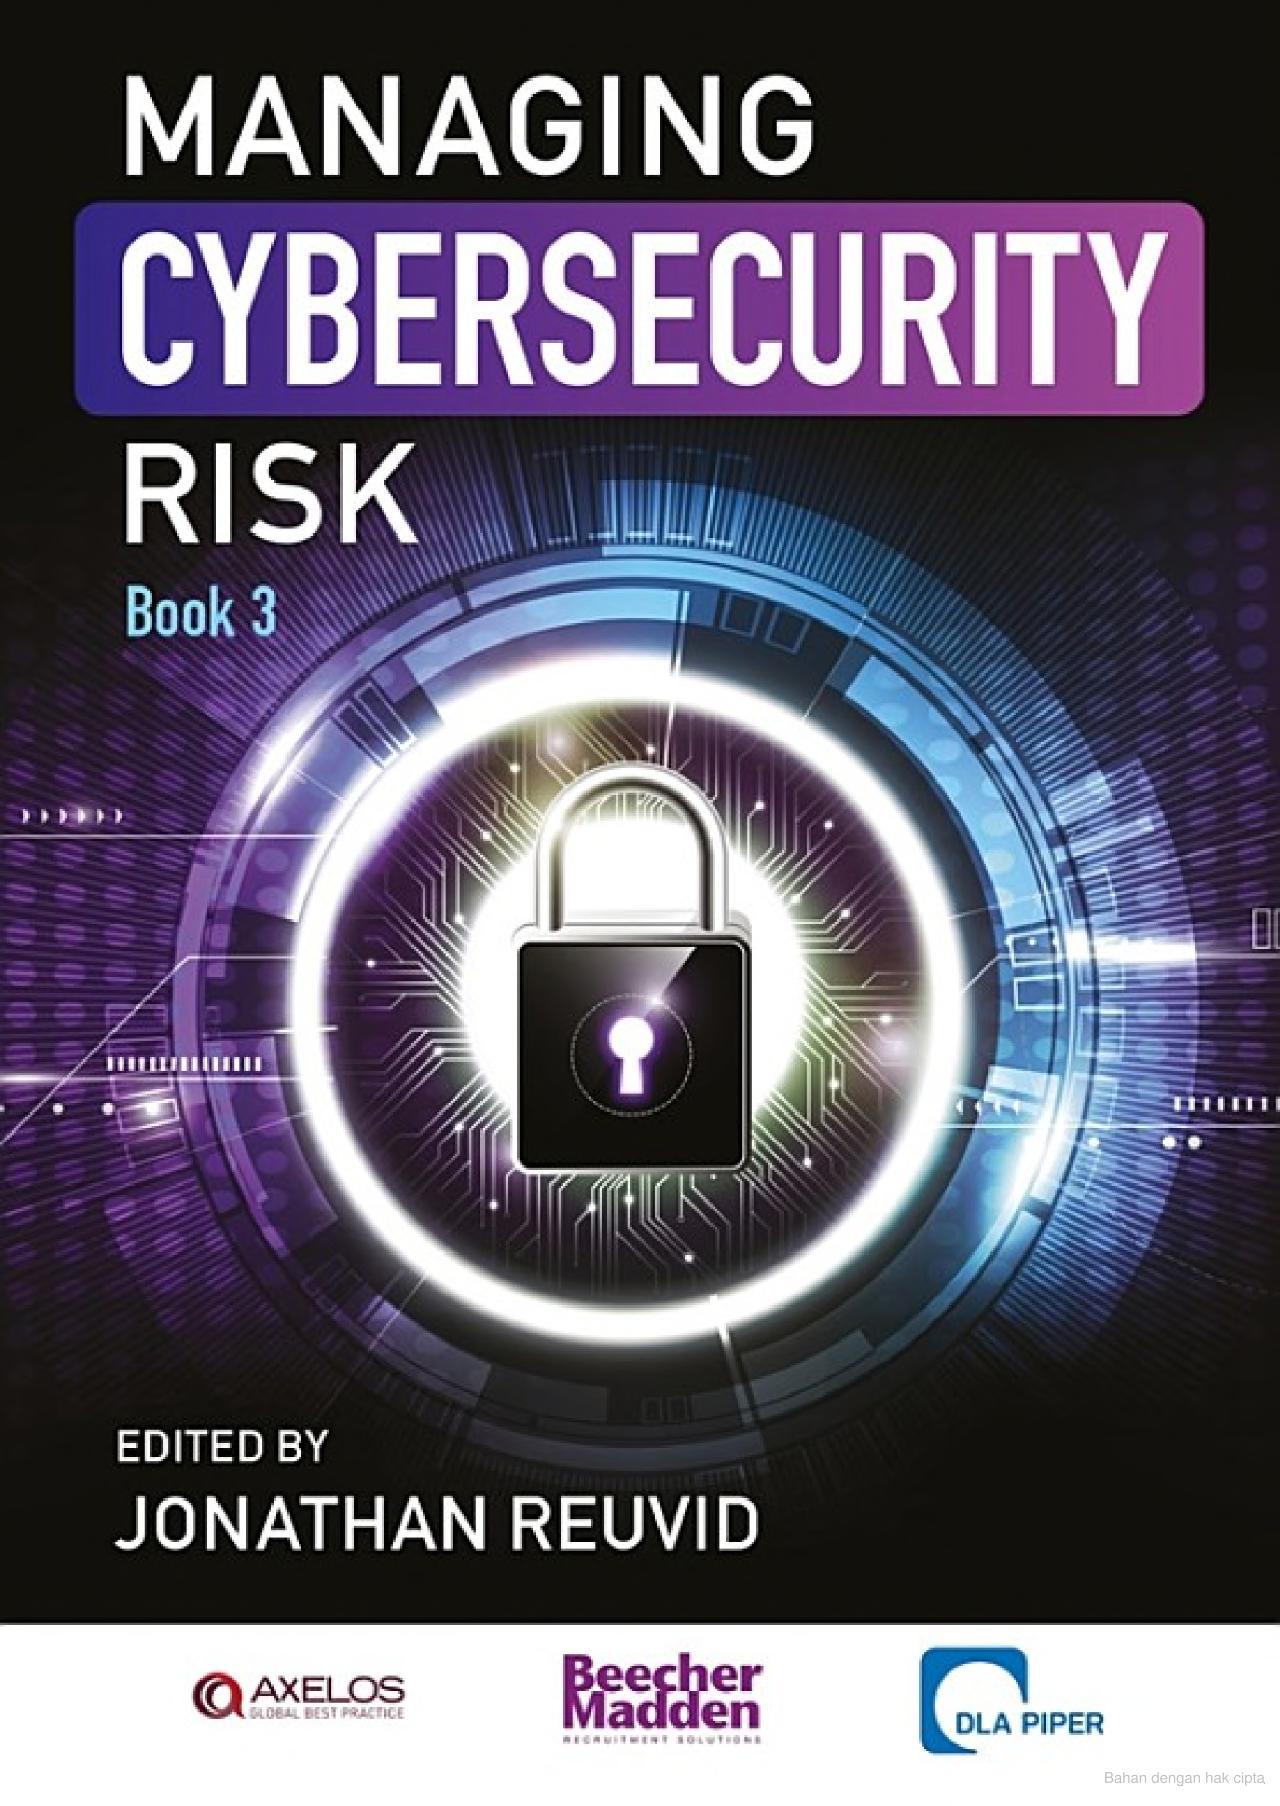 MANAGING
CYBERSECURITY
RISK
Book 3
EDITED BY
JONATHAN REUVID
AXELOS
GLOBAL BEST PRACTICE
Beecher
Madden
RECRUITMENT SOLUTIONS
DLA PIPER
Bahan dengan hak cipta